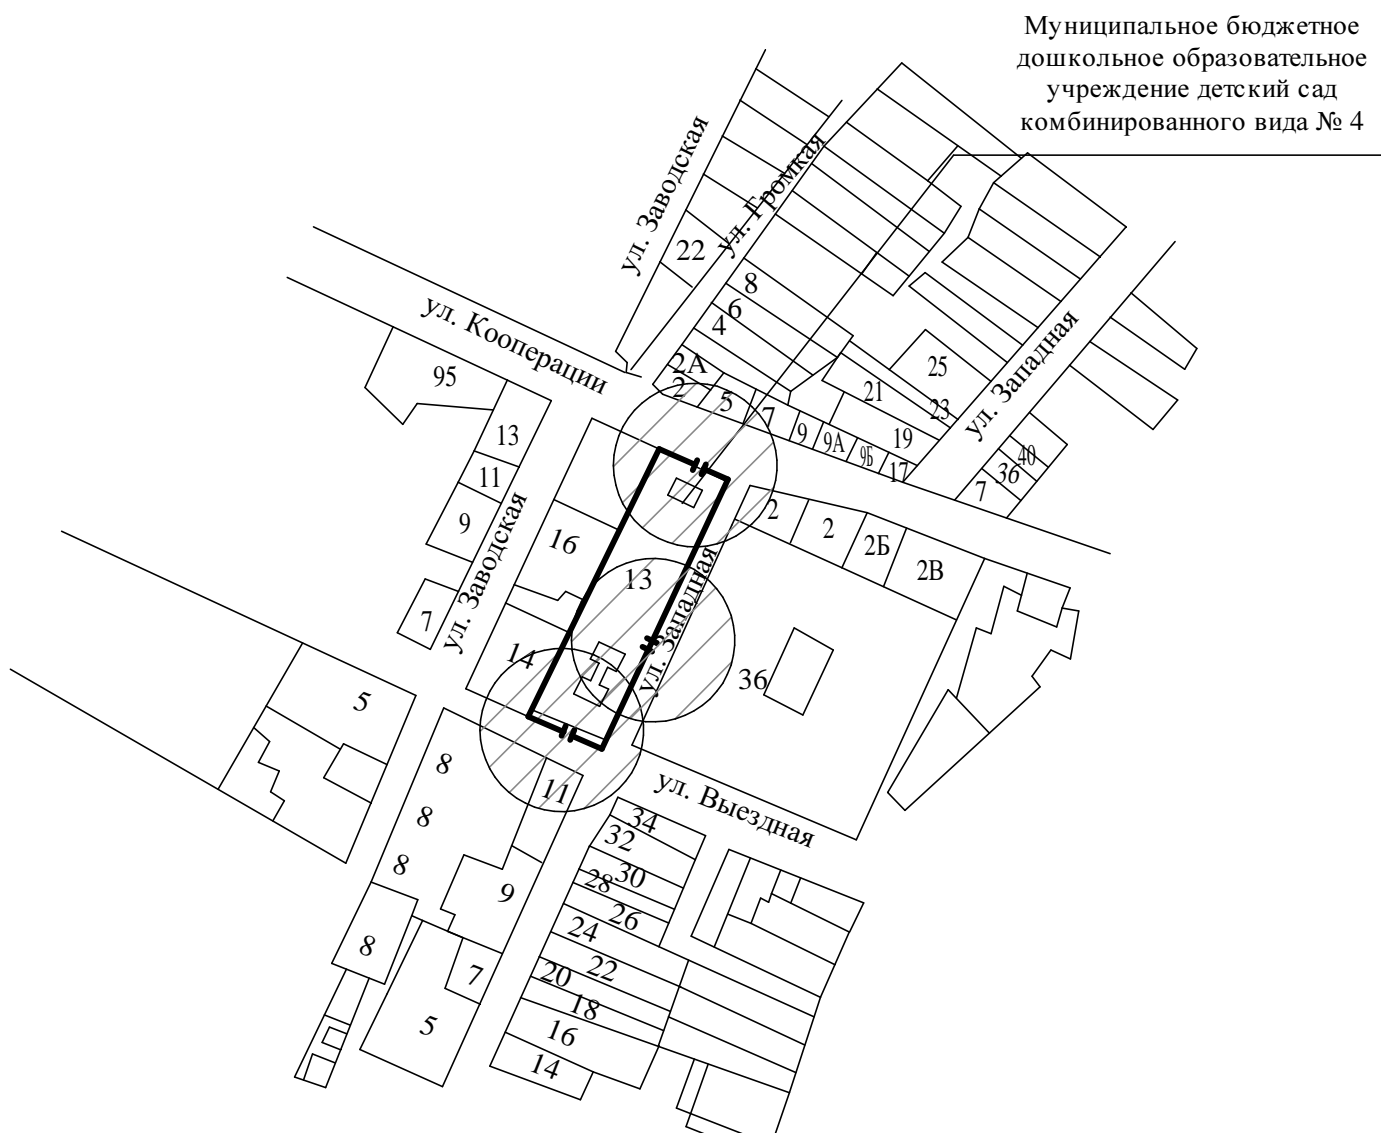 Муниципальное бюджетное
дошкольное образовательное
учреждение детский сад
комбинированного вида № 4
ул. Заводская
ул. Громкая
22
8
6
4
ул. Кооперации
2А
2
5
7
9
9А
9Б
17
21
25
23
19
ул. Западная
40
36
7
95
13
11
9
7
ул. Заводская
16
14
13
ул. Западная
2
2
2Б
2В
36
5
8
8
8
8
11
9
7
5
ул. Выездная
34
32
30
28
26
24
22
20
18
16
14